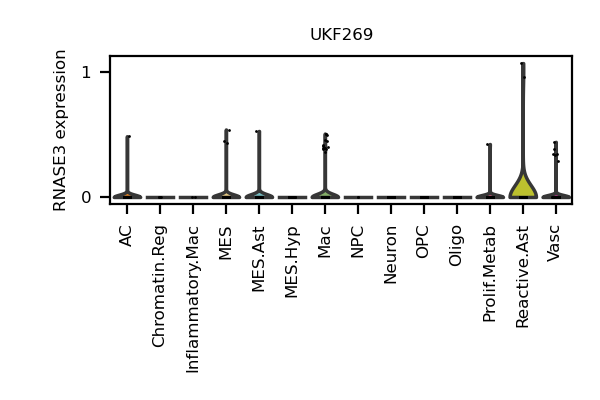 UKF269
RNASE3 expression
1
0
AC
Chromatin.Reg
Inflammatory.Mac
MES
MES.Ast
MES.Hyp
Mac
NPC
Neuron
OPC
Oligo
Prolif.Metab
Reactive.Ast
Vasc